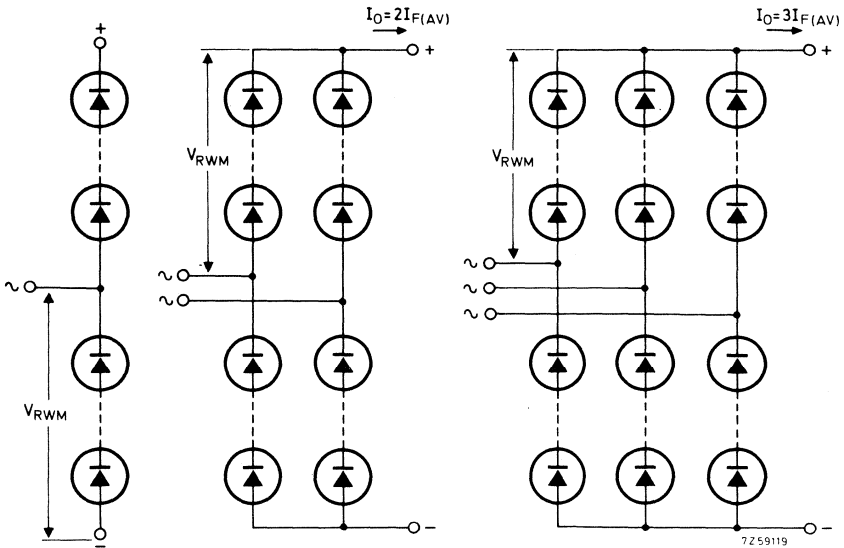 +
∼
V_RWM
−
I_O=2I_F(AV)
+
V_RWM
∼
∼
−
I_O=3I_F(AV)
+
V_RWM
∼
∼
∼
−
7Z59119